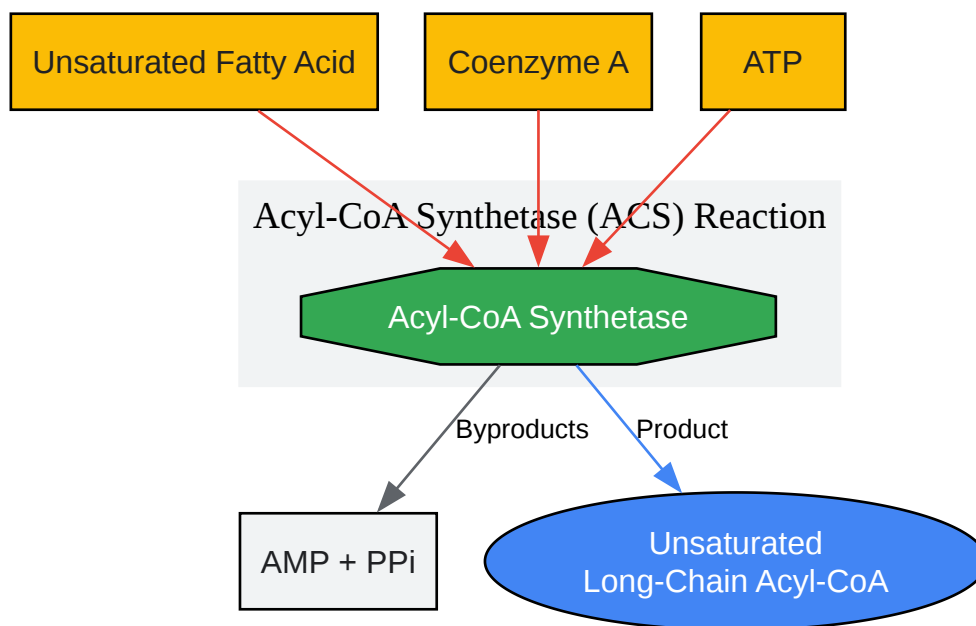 Unsaturated Fatty Acid
Coenzyme A
ATP
Acyl-CoA Synthetase (ACS) Reaction
Acyl-CoA Synthetase
Byproducts
Product
AMP + PPi
Unsaturated
Long-Chain Acyl-CoA